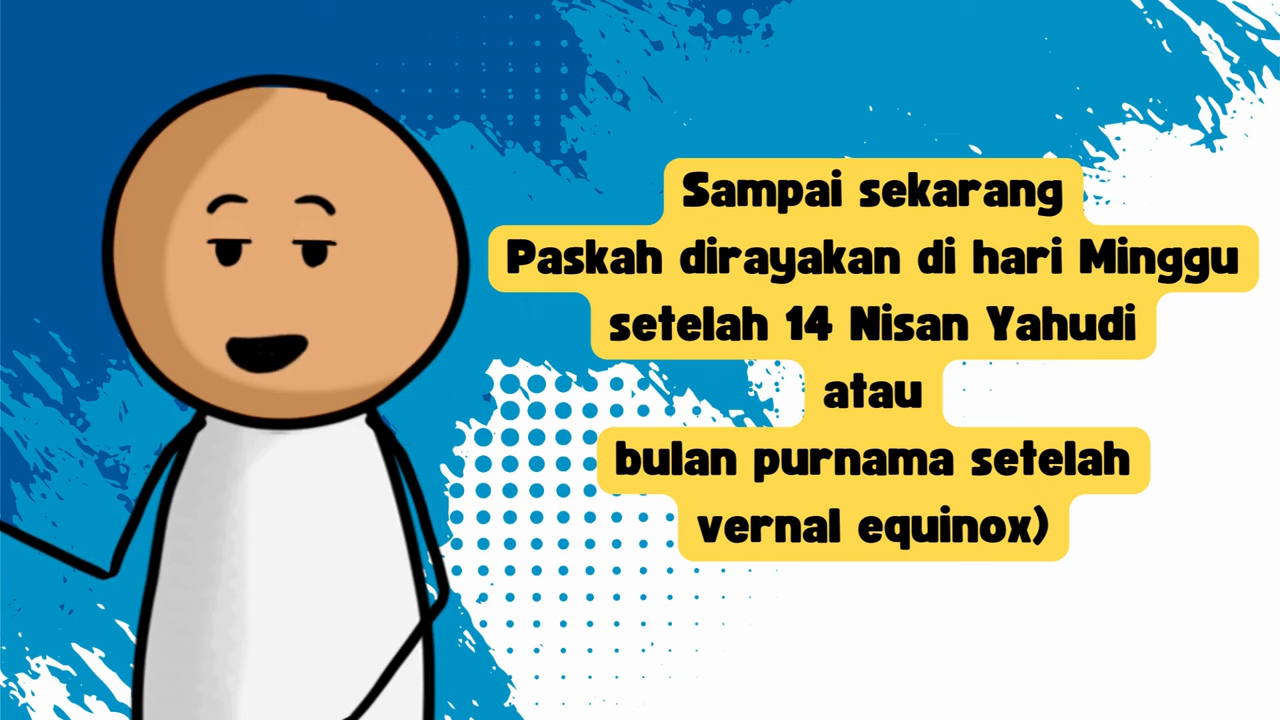 Sampai sekarang
Paskah dirayakan di hari Minggu
setelah 14 Nisan Yahudi
atau
bulan purnama setelah
vernal equinox)